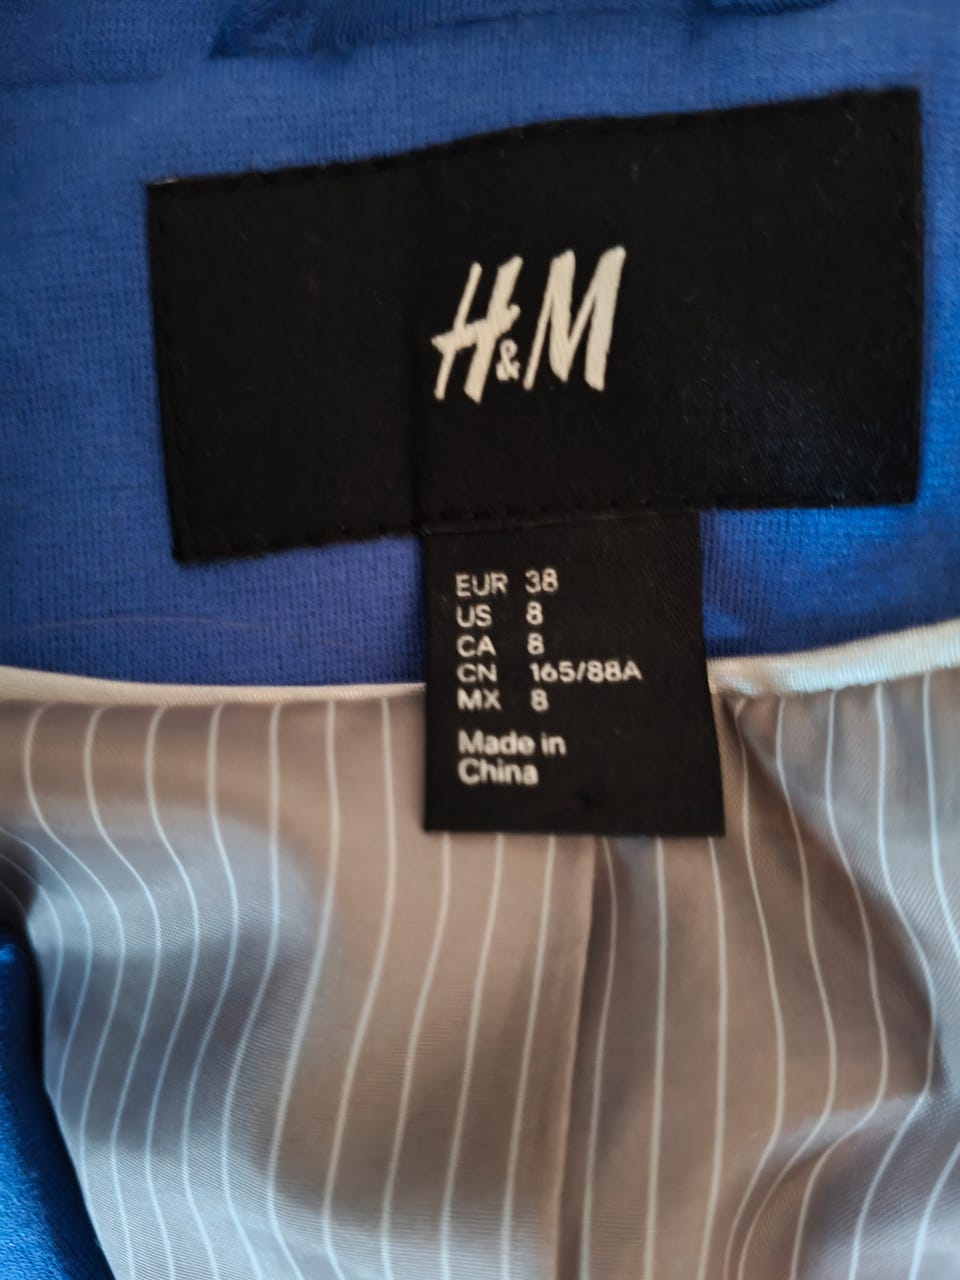 H&M
EUR 38
US 8
CA 8
CN 165/88A
MX 8
Made in
China